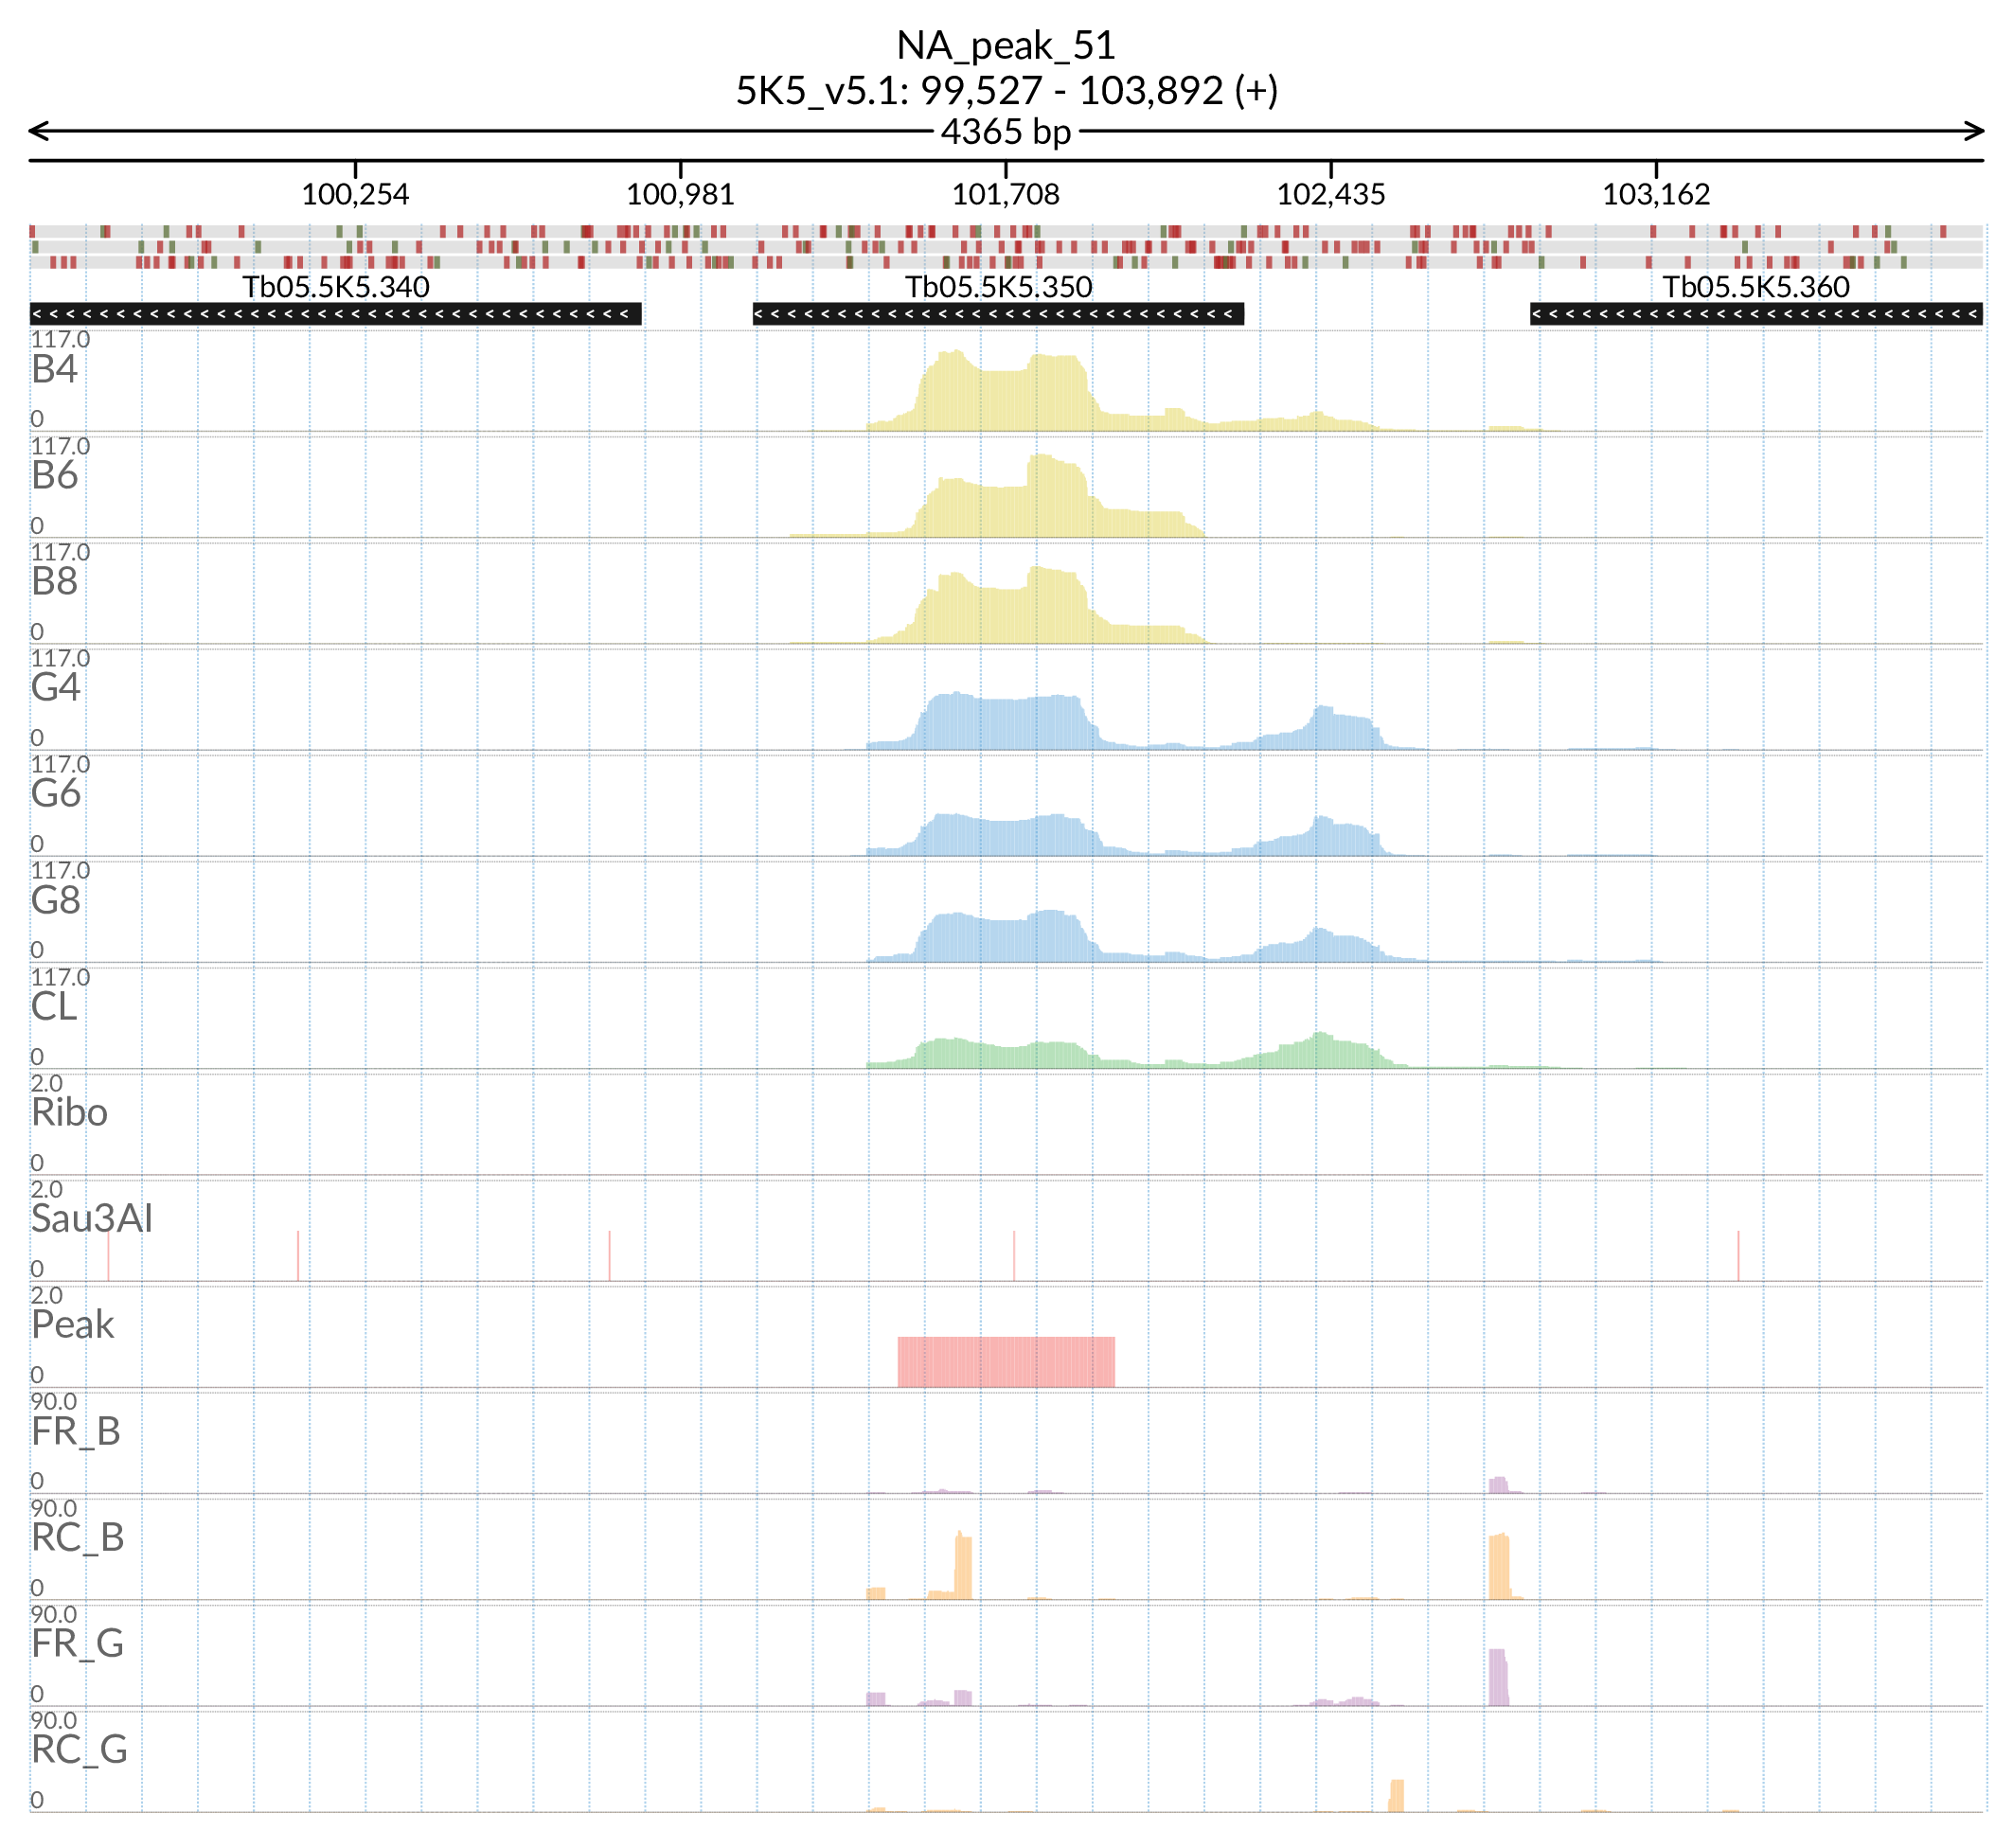 NA_peak_51
5K5_v5.1: 99,527 - 103,892 (+)
4365 bp
100,254 100,981 101,708 102,435 103,162
Tb05.5K5.340 Tb05.5K5.350 Tb05.5K5.360
117.0
B4
0
117.0
B6
0
117.0
B8
0
117.0
G4
0
117.0
G6
0
117.0
G8
0
117.0
CL
0
2.0
Ribo
0
2.0
Sau3AI
0
2.0
Peak
0
90.0
FR_B
0
90.0
RC_B
0
90.0
FR_G
0
90.0
RC_G
0